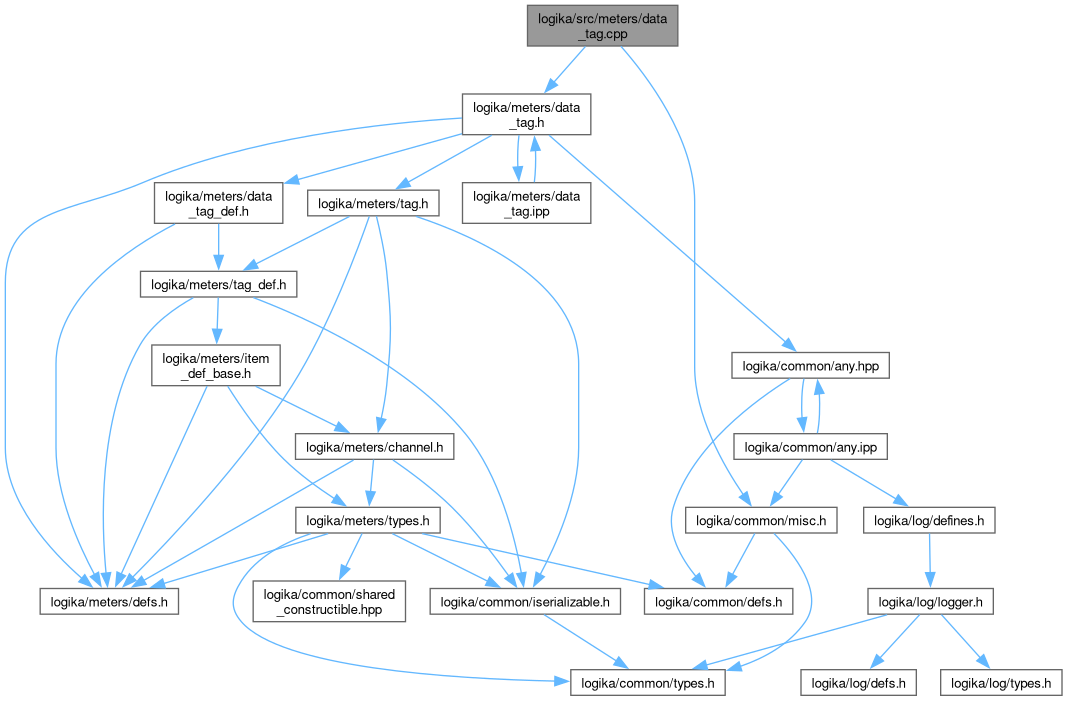 logika/src/meters/data
_tag.cpp
logika/meters/data
_tag.h
logika/meters/data
_tag_def.h
logika/meters/tag.h
logika/meters/data
_tag.ipp
logika/meters/tag_def.h
logika/meters/item
_def_base.h
logika/common/any.hpp
logika/meters/channel.h
logika/common/any.ipp
logika/meters/types.h
logika/common/misc.h
logika/log/defines.h
logika/meters/defs.h
logika/common/shared
_constructible.hpp
logika/common/iserializable.h
logika/common/defs.h
logika/log/logger.h
logika/common/types.h
logika/log/defs.h
logika/log/types.h